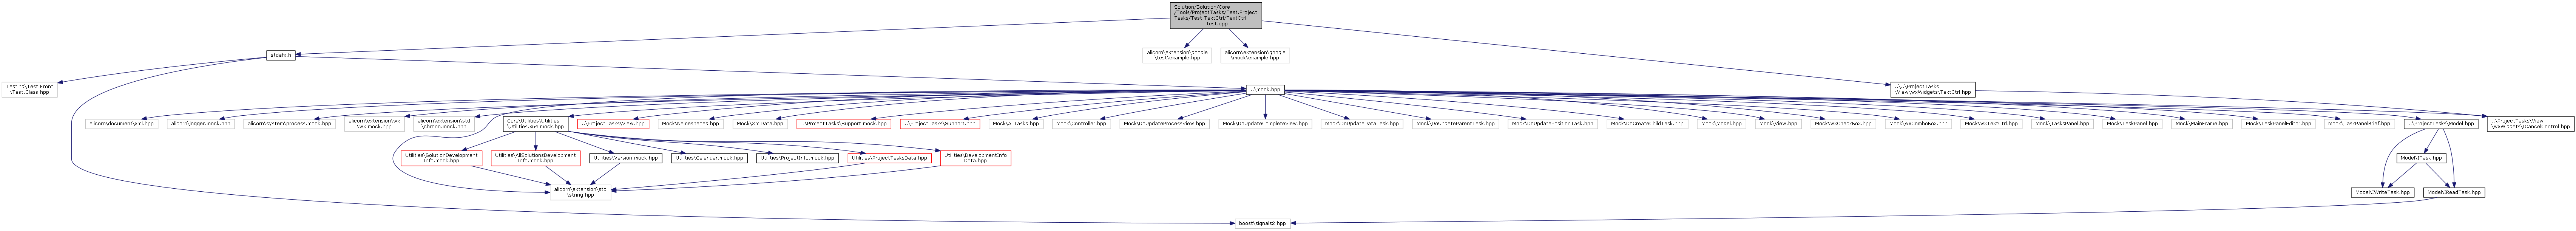 Solution/Solution/Core
/Tools/ProjectTasks/Test.Project
Tasks/Test.TextCtrl/TextCtrl
_test.cpp
stdafx.h
alicorn\extension\google
\test\example.hpp
alicorn\extension\google
\mock\example.hpp
Testing\Test.Front
\Test.Class.hpp
..\mock.hpp
..\..\ProjectTasks
\View\wxWidgets\TextCtrl.hpp
alicorn\document\xml.hpp
alicorn\logger.mock.hpp
alicorn\system\process.mock.hpp
alicorn\extension\wx
\wx.mock.hpp
alicorn\extension\std
\chrono.mock.hpp
Core\Utilities\Utilities
\Utilities.x64.mock.hpp
..\ProjectTasks\View.hpp
Mock\Namespaces.hpp
Mock\XmlData.hpp
..\ProjectTasks\Support.mock.hpp
..\ProjectTasks\Support.hpp
Mock\AllTasks.hpp
Mock\Controller.hpp
Mock\DoUpdateProcessView.hpp
Mock\DoUpdateCompleteView.hpp
Mock\DoUpdateDataTask.hpp
Mock\DoUpdateParentTask.hpp
Mock\DoUpdatePositionTask.hpp
Mock\DoCreateChildTask.hpp
Mock\Model.hpp
Mock\View.hpp
Mock\wxCheckBox.hpp
Mock\wxComboBox.hpp
Mock\wxTextCtrl.hpp
Mock\TasksPanel.hpp
Mock\TaskPanel.hpp
Mock\MainFrame.hpp
Mock\TaskPanelEditor.hpp
Mock\TaskPanelBrief.hpp
..\ProjectTasks\Model.hpp
..\ProjectTasks\View
\wxWidgets\ICancelControl.hpp
Utilities\SolutionDevelopment
Info.mock.hpp
Utilities\AllSolutionsDevelopment
Info.mock.hpp
Utilities\Version.mock.hpp
Utilities\Calendar.mock.hpp
Utilities\ProjectInfo.mock.hpp
Utilities\ProjectTasksData.hpp
Utilities\DevelopmentInfo
Data.hpp
Model\ITask.hpp
alicorn\extension\std
\string.hpp
Model\IWriteTask.hpp
Model\IReadTask.hpp
boost\signals2.hpp